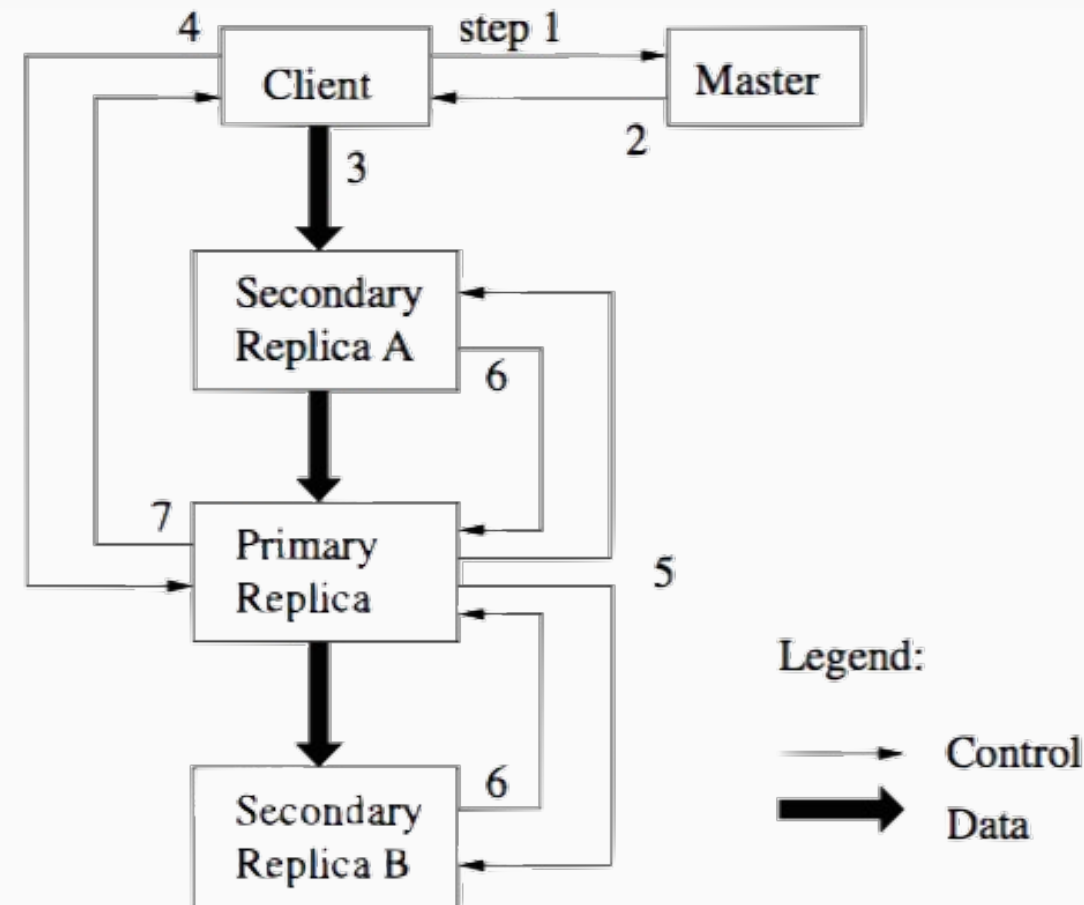 4
step 1
Client
Master
2
3
Secondary
Replica A
6
7
Primary
Replica
5
Legend:
Control
6
Secondary
Replica B
Data